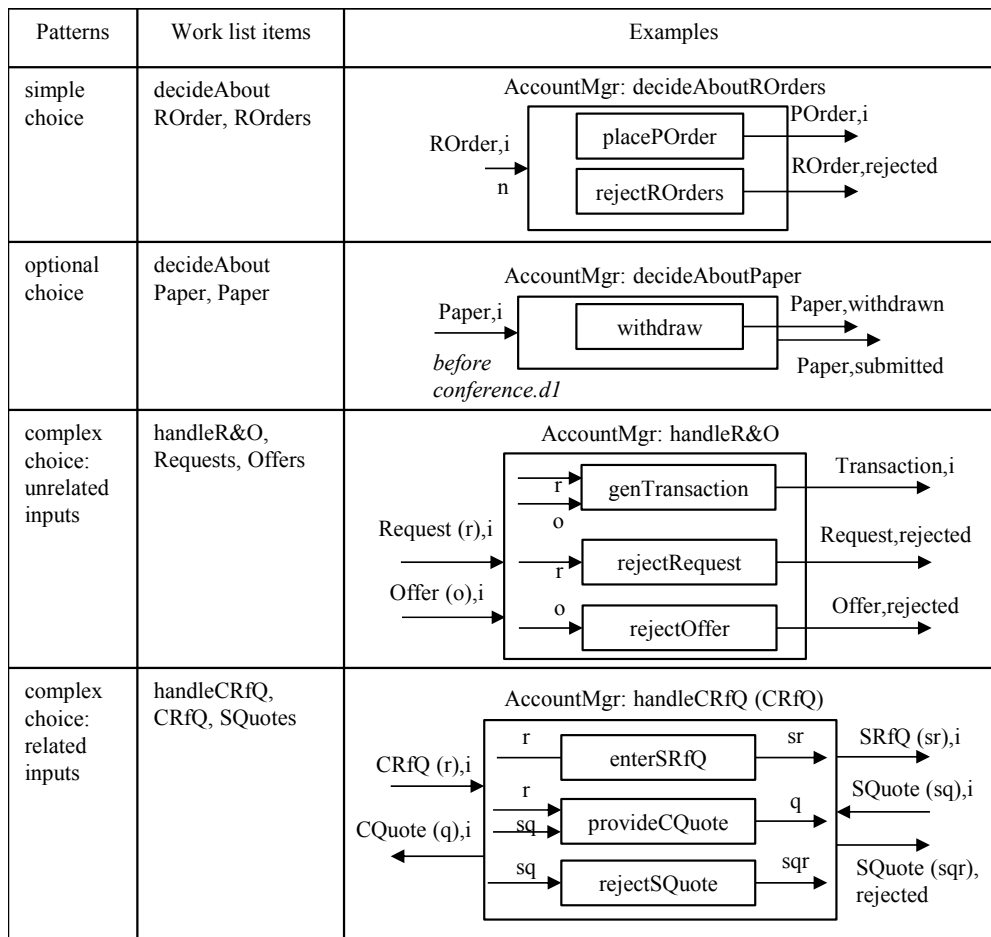 Patterns
Work list items
Examples
simple
choice
decideAbout
ROrder, ROrders
AccountMgr: decideAboutROrders
ROrder,i
n
placePOrder
POrder,i
rejectROrders
ROrder,rejected
optional
choice
decideAbout
Paper, Paper
AccountMgr: decideAboutPaper
Paper,i
before
conference.d1
withdraw
Paper,withdrawn
Paper,submitted
complex
choice:
unrelated
inputs
handleR&O,
Requests, Offers
AccountMgr: handleR&O
Request (r),i
Offer (o),i
r
o
genTransaction
Transaction,i
r
rejectRequest
Request,rejected
o
rejectOffer
Offer,rejected
complex
choice:
related
inputs
handleCRfQ,
CRfQ, SQuotes
AccountMgr: handleCRfQ (CRfQ)
CRfQ (r),i
CQuote (q),i
r
enterSRfQ
sr
SRfQ (sr),i
r
sq
provideCQuote
q
SQuote (sq),i
sq
rejectSQuote
sqr
SQuote (sqr),
rejected